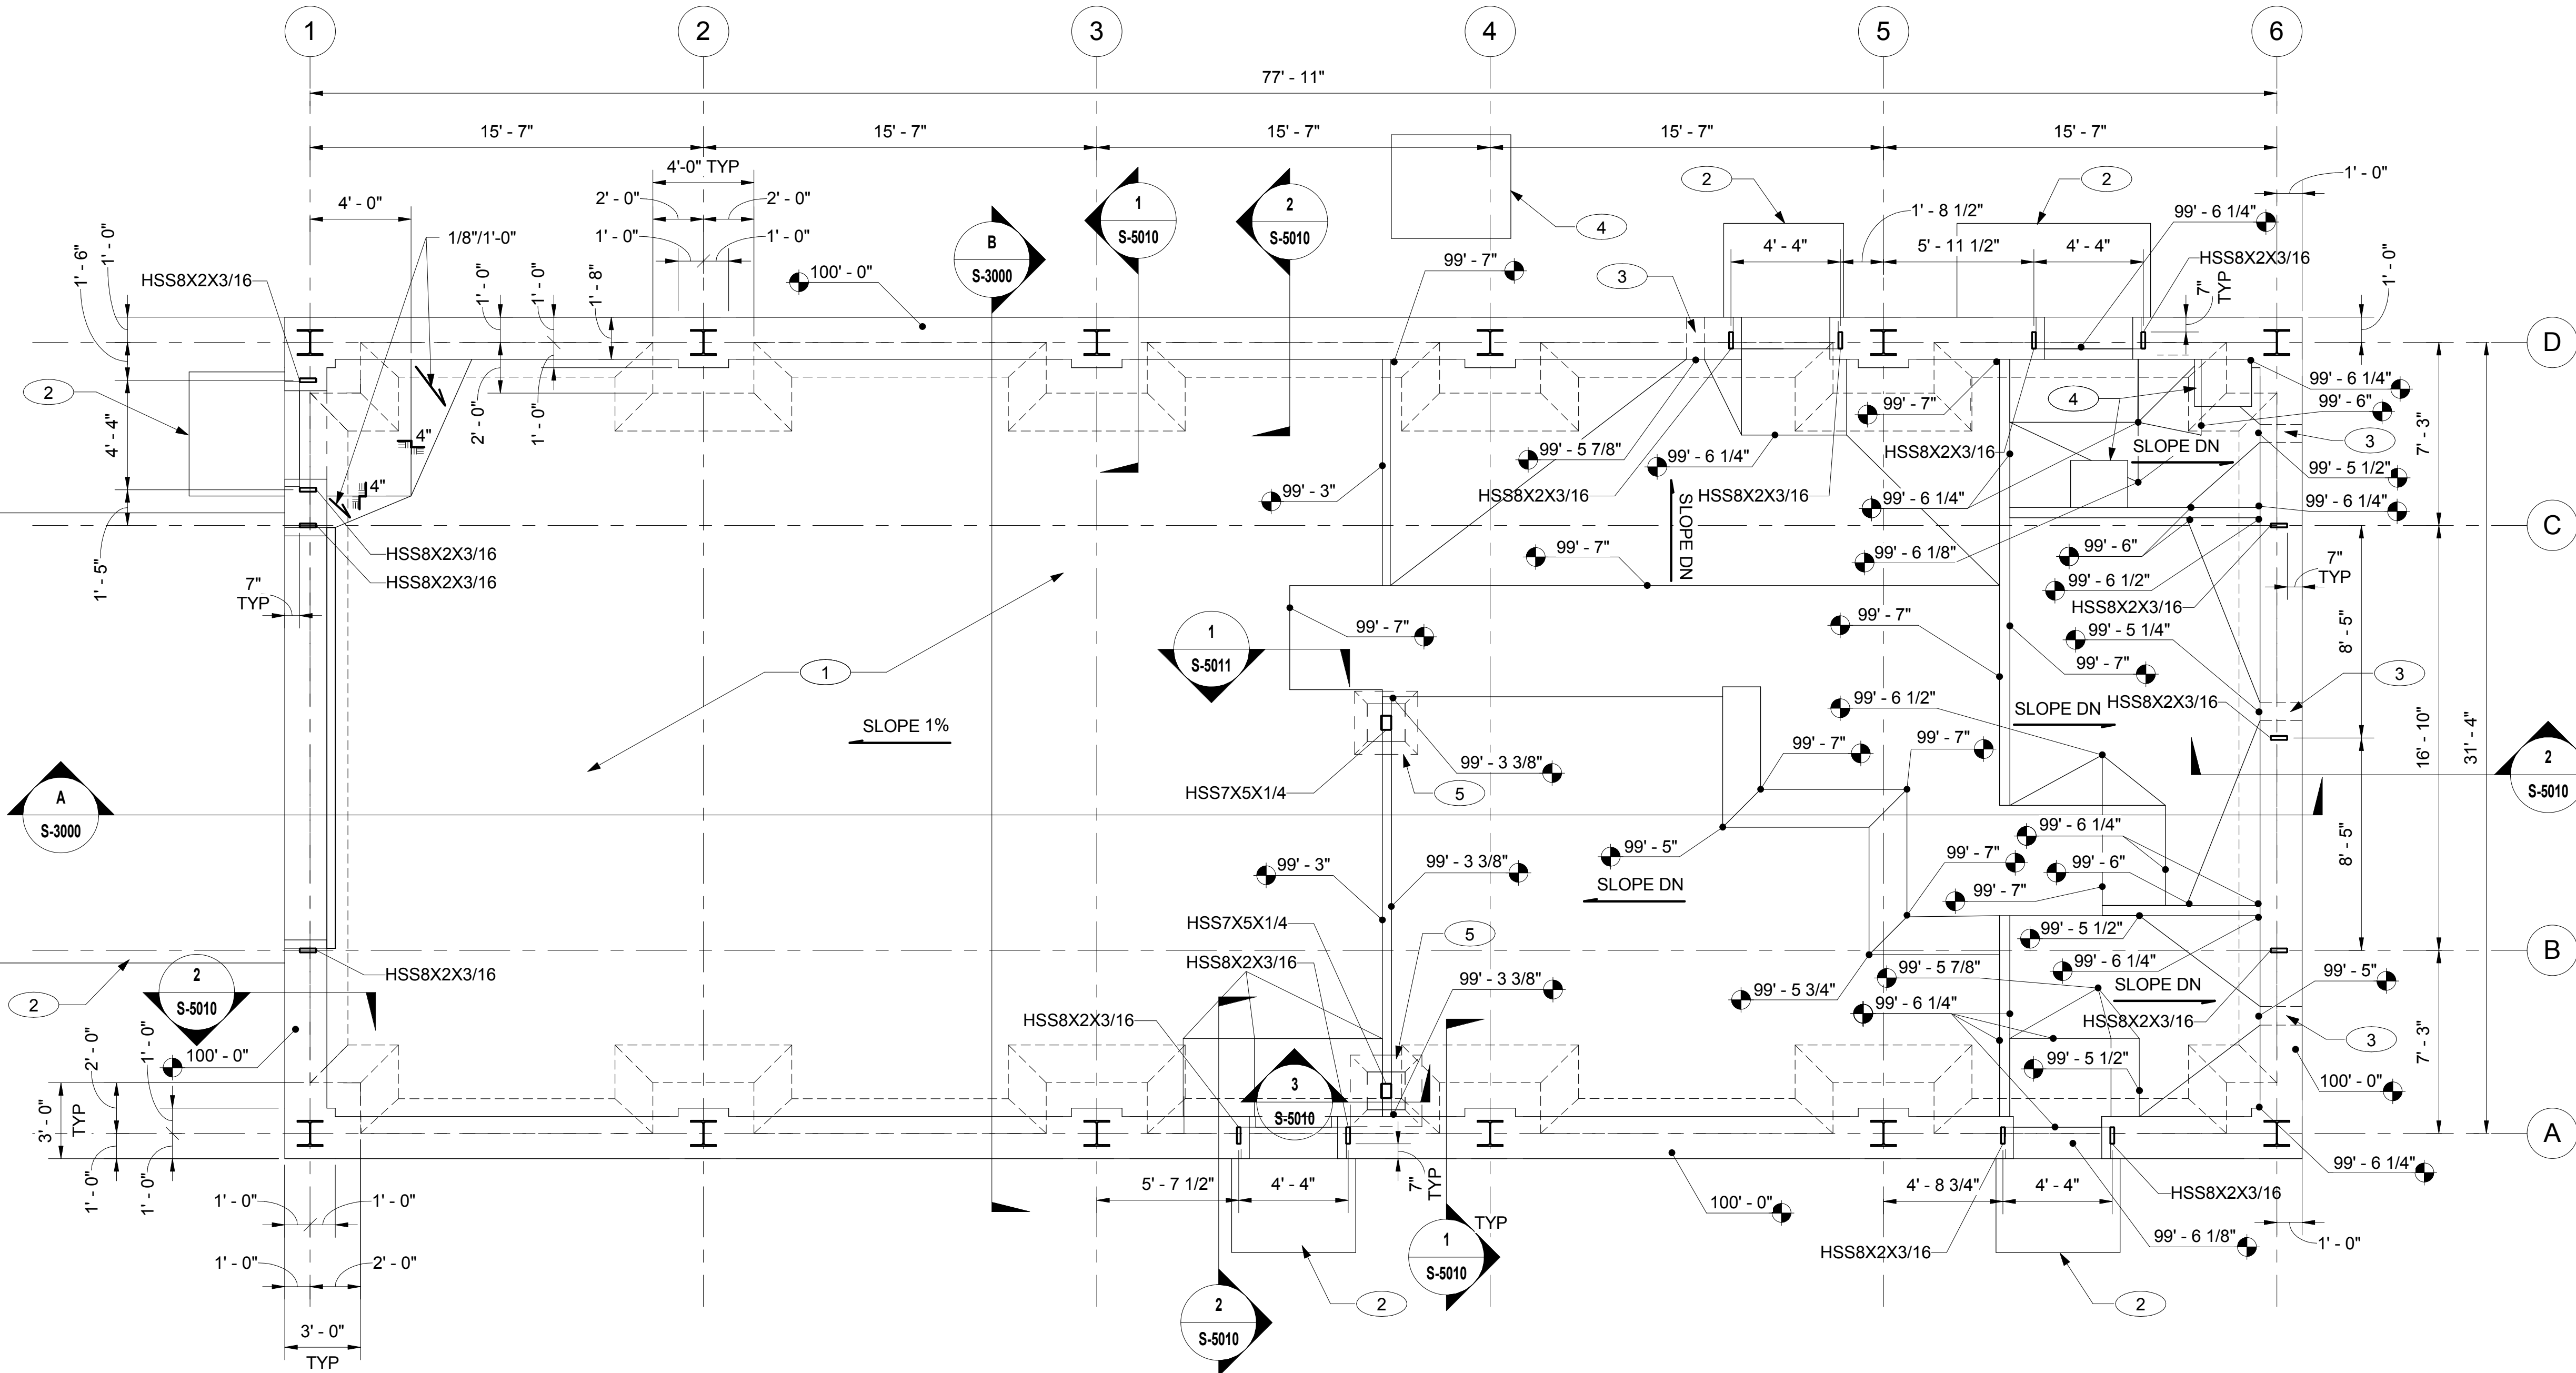 1
2
3
4
5
6
77' - 11"
15' - 7"
15' - 7"
15' - 7"
15' - 7"
15' - 7"
4'-0" TYP
2' - 0"
2' - 0"
1' - 0"
1' - 0"
4' - 0"
1/8"/1'-0"
1' - 0"
1' - 6"
HSS8X2X3/16
1' - 0"
1' - 0"
1' - 8"
2' - 0"
1' - 0"
100' - 0"
B
S-3000
1
S-5010
2
S-5010
4
2
2
1' - 0"
1' - 8 1/2"
99' - 6 1/4"
4' - 4"
5' - 11 1/2"
4' - 4"
HSS8X2X3/16
99' - 7"
3
7"
TYP
1' - 0"
D
2
4' - 4"
4"
4"
1' - 5"
HSS8X2X3/16
HSS8X2X3/16
7"
TYP
99' - 5 7/8"
99' - 6 1/4"
99' - 3"
HSS8X2X3/16
HSS8X2X3/16
SLOPE DN
99' - 7"
99' - 7"
HSS8X2X3/16
99' - 6 1/4"
99' - 6 1/8"
4
SLOPE DN
99' - 6 1/4"
99' - 6"
3
99' - 5 1/2"
99' - 6 1/4"
7' - 3"
C
99' - 6"
99' - 6 1/2"
HSS8X2X3/16
99' - 5 1/4"
99' - 7"
99' - 7"
7"
TYP
8' - 5"
3
1
SLOPE 1%
1
S-5011
99' - 7"
99' - 6 1/2"
SLOPE DN
HSS8X2X3/16
16' - 10"
31' - 4"
2
S-5010
99' - 7"
99' - 7"
99' - 3 3/8"
HSS7X5X1/4
5
A
S-3000
99' - 5"
99' - 6 1/4"
99' - 7"
99' - 6"
99' - 7"
8' - 5"
99' - 3"
99' - 3 3/8"
SLOPE DN
HSS7X5X1/4
5
HSS8X2X3/16
99' - 3 3/8"
HSS8X2X3/16
99' - 5 1/2"
99' - 6 1/4"
99' - 5 7/8"
99' - 5 3/4"
99' - 6 1/4"
SLOPE DN
99' - 5"
HSS8X2X3/16
B
HSS8X2X3/16
2
2
S-5010
100' - 0"
2' - 0"
1' - 0"
3' - 0"
TYP
1' - 0"
1' - 0"
3
S-5010
99' - 5 1/2"
3
100' - 0"
7' - 3"
A
99' - 6 1/4"
1' - 0"
1' - 0"
1' - 0"
2' - 0"
3' - 0"
TYP
5' - 7 1/2"
4' - 4"
7"
TYP
TYP
1
S-5010
2
S-5010
2
100' - 0"
4' - 8 3/4"
4' - 4"
HSS8X2X3/16
HSS8X2X3/16
99' - 6 1/8"
1' - 0"
2